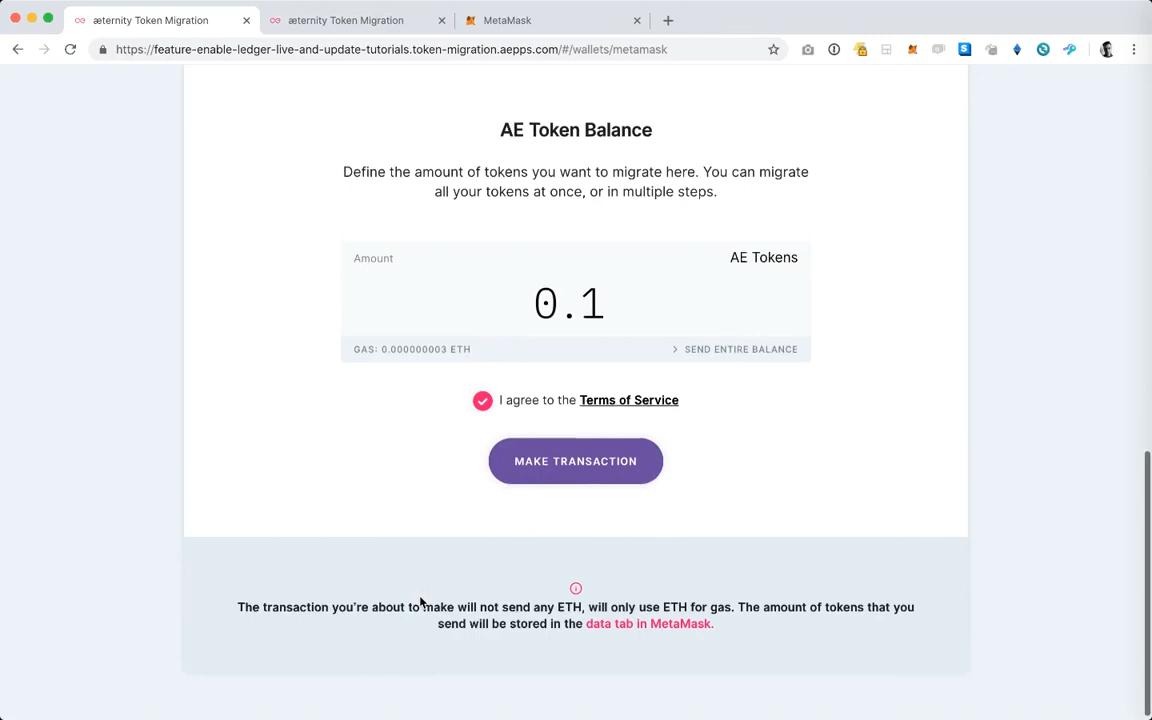 æternity Token Migration
æternity Token Migration
MetaMask
https://feature-enable-ledger-live-and-update-tutorials.token-migration.aepps.com/#/wallets/metamask
AE Token Balance
Define the amount of tokens you want to migrate here. You can migrate
all your tokens at once, or in multiple steps.
Amount
AE Tokens
0.1
GAS: 0.000000003 ETH
SEND ENTIRE BALANCE
I agree to the Terms of Service
MAKE TRANSACTION
The transaction you're about to make will not send any ETH, will only use ETH for gas. The amount of tokens that you
send will be stored in the data tab in MetaMask.